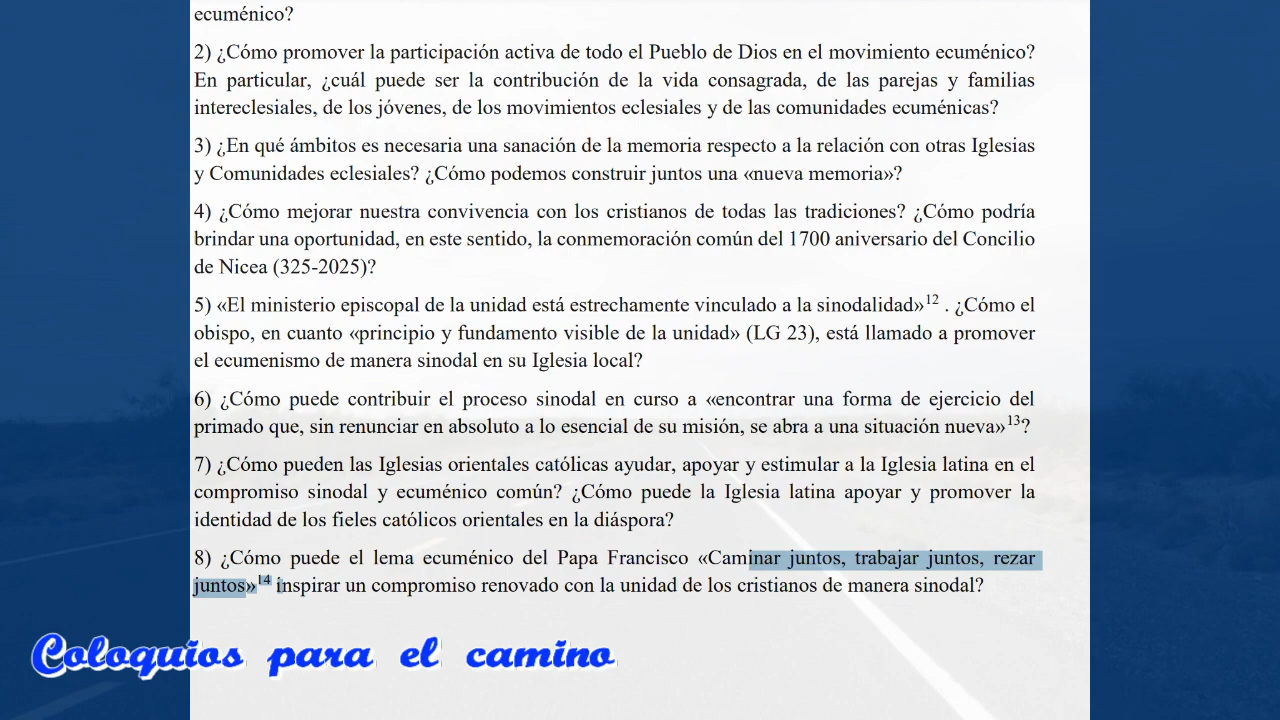 ecuménico?
2) ¿Cómo promover la participación activa de todo el Pueblo de Dios en el movimiento ecuménico?
En particular, ¿cuál puede ser la contribución de la vida consagrada, de las parejas y familias
intereclesiales, de los jóvenes, de los movimientos eclesiales y de las comunidades ecuménicas?
3) ¿En qué ámbitos es necesaria una sanación de la memoria respecto a la relación con otras Iglesias
y Comunidades eclesiales? ¿Cómo podemos construir juntos una «nueva memoria»?
4) ¿Cómo mejorar nuestra convivencia con los cristianos de todas las tradiciones? ¿Cómo podría
brindar una oportunidad, en este sentido, la conmemoración común del 1700 aniversario del Concilio
de Nicea (325-2025)?
5) «El ministerio episcopal de la unidad está estrechamente vinculado a la sinodalidad»12 . ¿Cómo el
obispo, en cuanto «principio y fundamento visible de la unidad» (LG 23), está llamado a promover
el ecumenismo de manera sinodal en su Iglesia local?
6) ¿Cómo puede contribuir el proceso sinodal en curso a «encontrar una forma de ejercicio del
primado que, sin renunciar en absoluto a lo esencial de su misión, se abra a una situación nueva»13?
7) ¿Cómo pueden las Iglesias orientales católicas ayudar, apoyar y estimular a la Iglesia latina en el
compromiso sinodal y ecuménico común? ¿Cómo puede la Iglesia latina apoyar y promover la
identidad de los fieles católicos orientales en la diáspora?
8) ¿Cómo puede el lema ecuménico del Papa Francisco «Caminar juntos, trabajar juntos, rezar
juntos»14 inspirar un compromiso renovado con la unidad de los cristianos de manera sinodal?
Coloquios para el camino